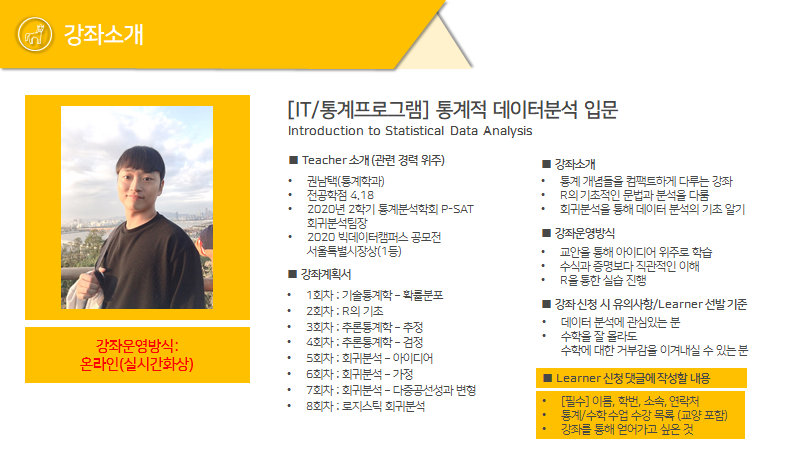 강좌소개
강좌운영방식:
온라인(실시간화상)
[IT/통계프로그램] 통계적 데이터분석 입문
Introduction to Statistical Data Analysis
■ Teacher 소개 (관련 경력 위주)
• 권남택(통계학과)
• 전공학점 4.18
• 2020년 2학기 통계분석학회 P-SAT
회귀분석팀장
• 2020 빅데이터캠퍼스 공모전
서울특별시장상(1등)
■ 강좌계획서
• 1회차 ; 기술통계학 – 확률분포
• 2회차 ; R의 기초
• 3회차 ; 추론통계학 – 추정
• 4회차 ; 추론통계학 – 검정
• 5회차 ; 회귀분석 – 아이디어
• 6회차 ; 회귀분석 – 가정
• 7회차 ; 회귀분석 – 다중공선성과 변형
• 8회차 ; 로지스틱 회귀분석
■ 강좌소개
• 통계 개념들을 컴팩트하게 다루는 강좌
• R의 기초적인 문법과 분석을 다룸
• 회귀분석을 통해 데이터 분석의 기초 알기
■ 강좌운영방식
• 교안을 통해 아이디어 위주로 학습
• 수식과 증명보다 직관적인 이해
• R을 통한 실습 진행
■ 강좌 신청 시 유의사항/Learner 선발 기준
• 데이터 분석에 관심있는 분
• 수학을 잘 몰라도
수학에 대한 거부감을 이겨내실 수 있는 분
■ Learner 신청 댓글에 작성할 내용
• [필수] 이름, 학번, 소속, 연락처
• 통계/수학 수업 수강 목록 (교양 포함)
• 강좌를 통해 얻어가고 싶은 것